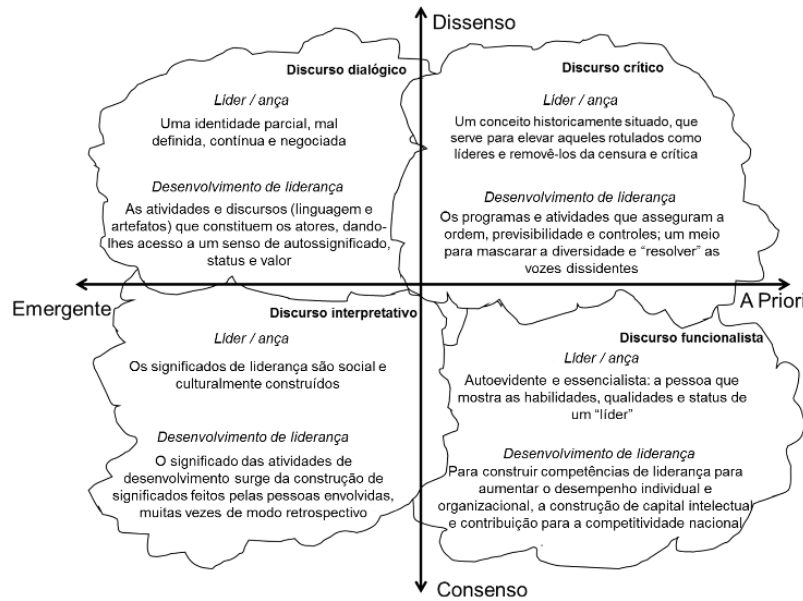 Dissenso
Discurso dialógico
Líder / ança
Uma identidade parcial, mal
definida, contínua e negociada
Desenvolvimento de liderança
As atividades e discursos (linguagem e
artefatos) que constituem os atores, dando-
lhes acesso a um senso de autossignificado,
status e valor
Discurso crítico
Líder / ança
Um conceito historicamente situado, que
serve para elevar aqueles rotulados como
líderes e removê-los da censura e crítica
Desenvolvimento de liderança
Os programas e atividades que asseguram a
ordem, previsibilidade e controles; um meio
para mascarar a diversidade e “resolver” as
vozes dissidentes
Emergente
A Priori
Discurso interpretativo
Líder / ança
Os significados de liderança são social e
culturalmente construídos
Desenvolvimento de liderança
O significado das atividades de
desenvolvimento surge da construção de
significados feitos pelas pessoas envolvidas,
muitas vezes de modo retrospectivo
Discurso funcionalista
Líder / ança
Autoevidente e essencialista: a pessoa que
mostra as habilidades, qualidades e status de
um “líder”
Desenvolvimento de liderança
Para construir competências de liderança para
aumentar o desempenho individual e
organizacional, a construção de capital intelectual
e contribuição para a competitividade nacional
Consenso